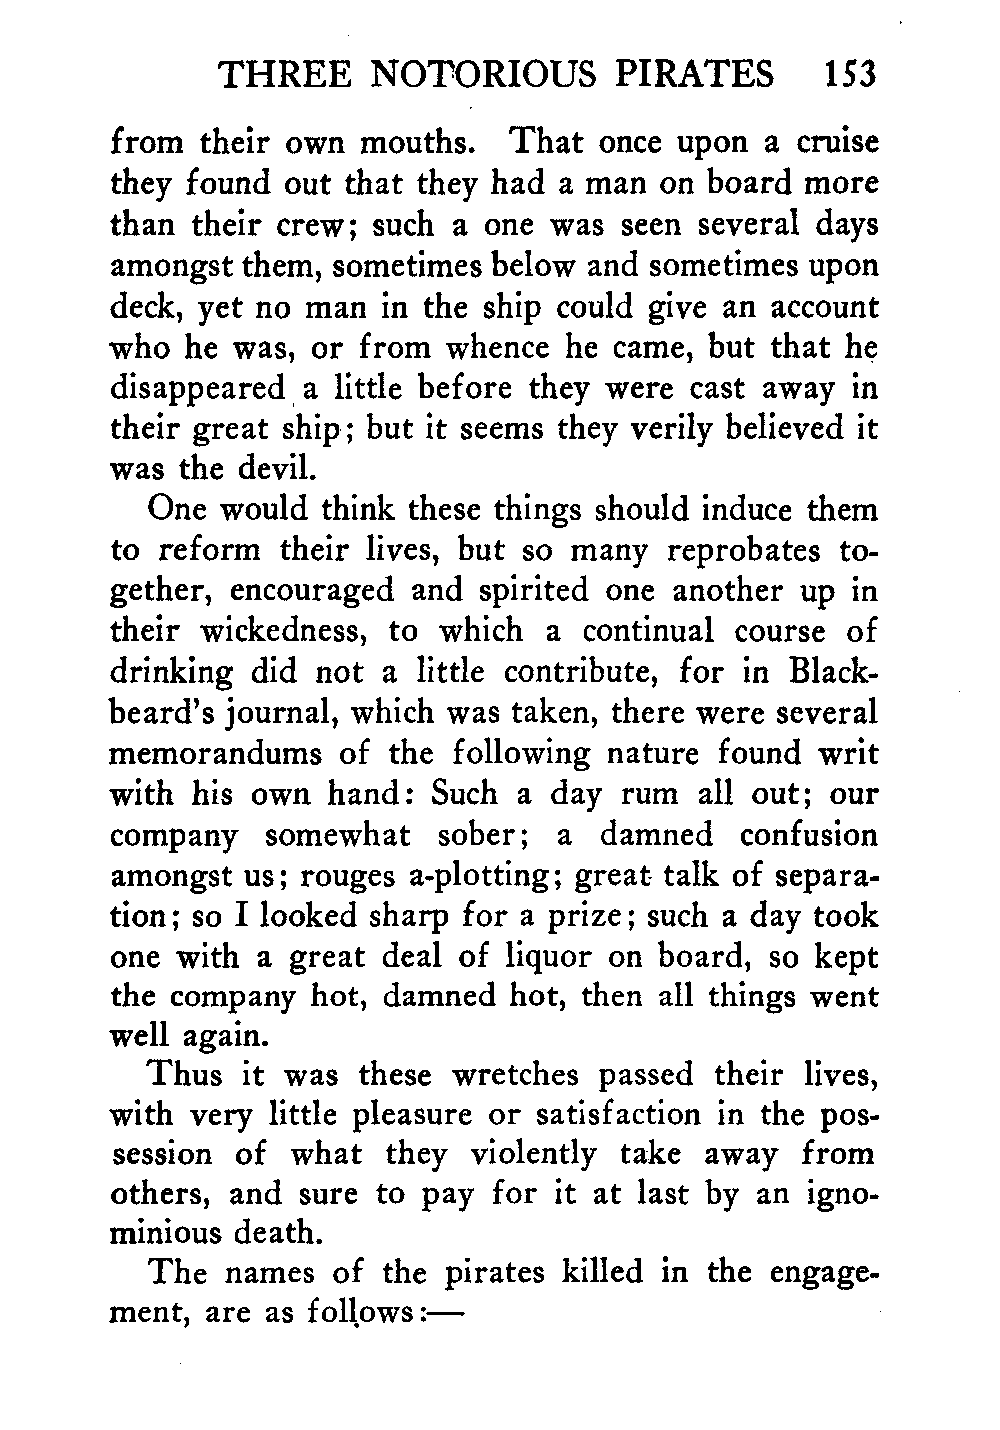 THREE NOTORIOUS PIRATES 153
from their own mouths. That once upon a cruise
they found out that they had a man on board more
than their crew; such a one was seen several days
amongst them, sometimes below and sometimes upon
deck, yet no man in the ship could give an account
who he was, or from whence he came, but that he
disappeared a little before they were cast away in
their great ship; but it seems they verily believed it
was the devil.
One would think these things should induce them
to reform their lives, but so many reprobates to-
gether, encouraged and spirited one another up in
their wickedness, to which a continual course of
drinking did not a little contribute, for in Black-
beard's journal, which was taken, there were several
memorandums of the following nature found writ
with his own hand: Such a day rum all out; our
company somewhat sober; a damned confusion
amongst us; rouges a-plotting; great talk of separa-
tion; so I looked sharp for a prize; such a day took
one with a great deal of liquor on board, so kept
the company hot, damned hot, then all things went
well again.
Thus it was these wretches passed their lives,
with very little pleasure or satisfaction in the pos-
session of what they violently take away from
others, and sure to pay for it at last by an igno-
minious death.
The names of the pirates killed in the engage-
ment, are as follows:—